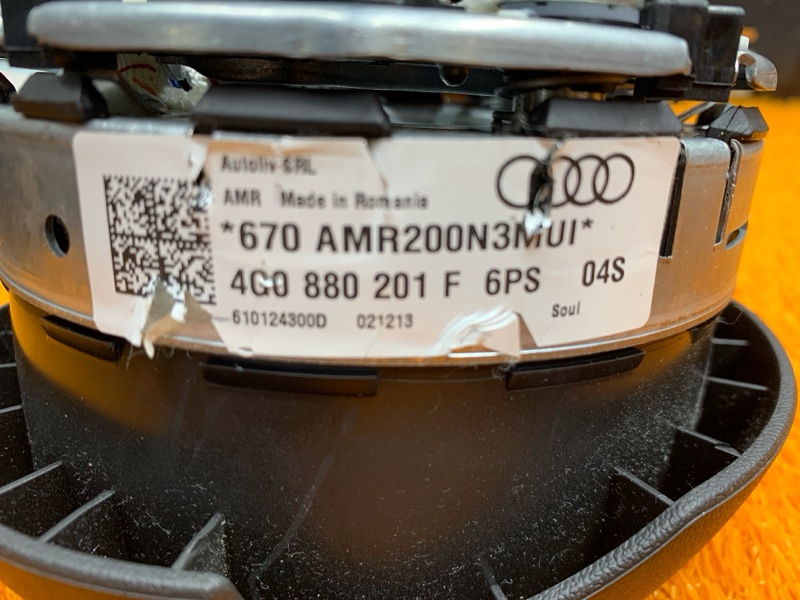 Autoliv SRL
AMR Made in Romania
*670 AMR200N3MUI*
4G0 880 201 F 6PS 04S
610124300D 021213
Soul